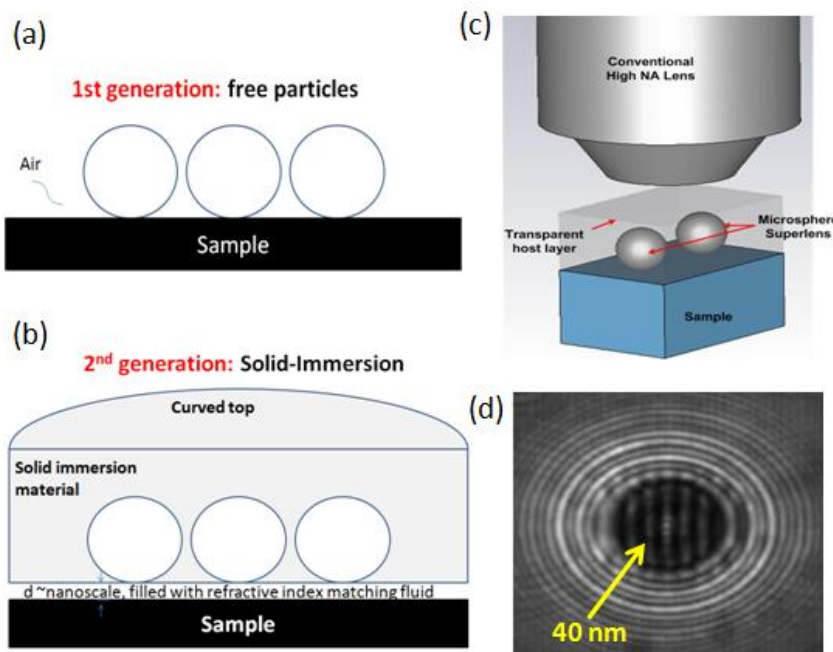 (a)
1st generation: free particles
Air
Sample
(b)
2nd generation: Solid-Immersion
Curved top
Solid immersion
material
d ~nanoscale, filled with refractive index matching fluid
Sample
(c)
Conventional
High NA Lens
Transparent
host layer
Microsphere
Superlens
Sample
(d)
40 nm